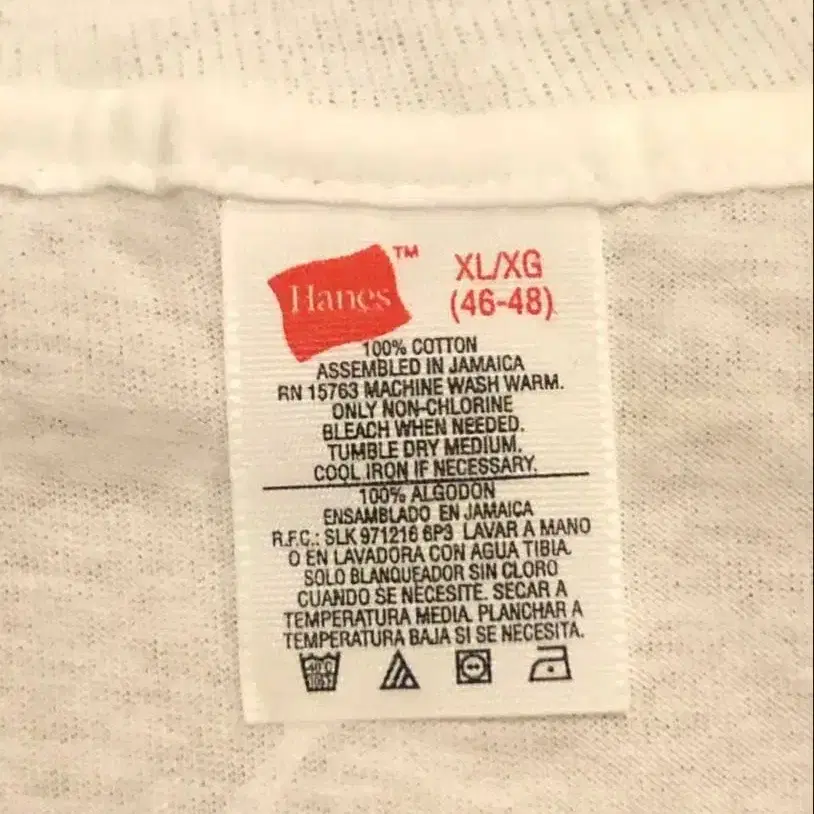 Hanes™
XL/XG
(46-48)
100% COTTON
ASSEMBLED IN JAMAICA
RN 15763 MACHINE WASH WARM.
ONLY NON-CHLORINE
BLEACH WHEN NEEDED.
TUMBLE DRY MEDIUM.
COOL IRON IF NECESSARY.
100% ALGODON
ENSAMBLADO EN JAMAICA
R.F.C.: SLK 971216 6P3 LAVAR A MANO
O EN LAVADORA CON AGUA TIBIA.
SOLO BLANQUEADOR SIN CLORO
CUANDO SE NECESITE. SECAR A
TEMPERATURA MEDIA. PLANCHAR A
TEMPERATURA BAJA SI SE NECESITA.